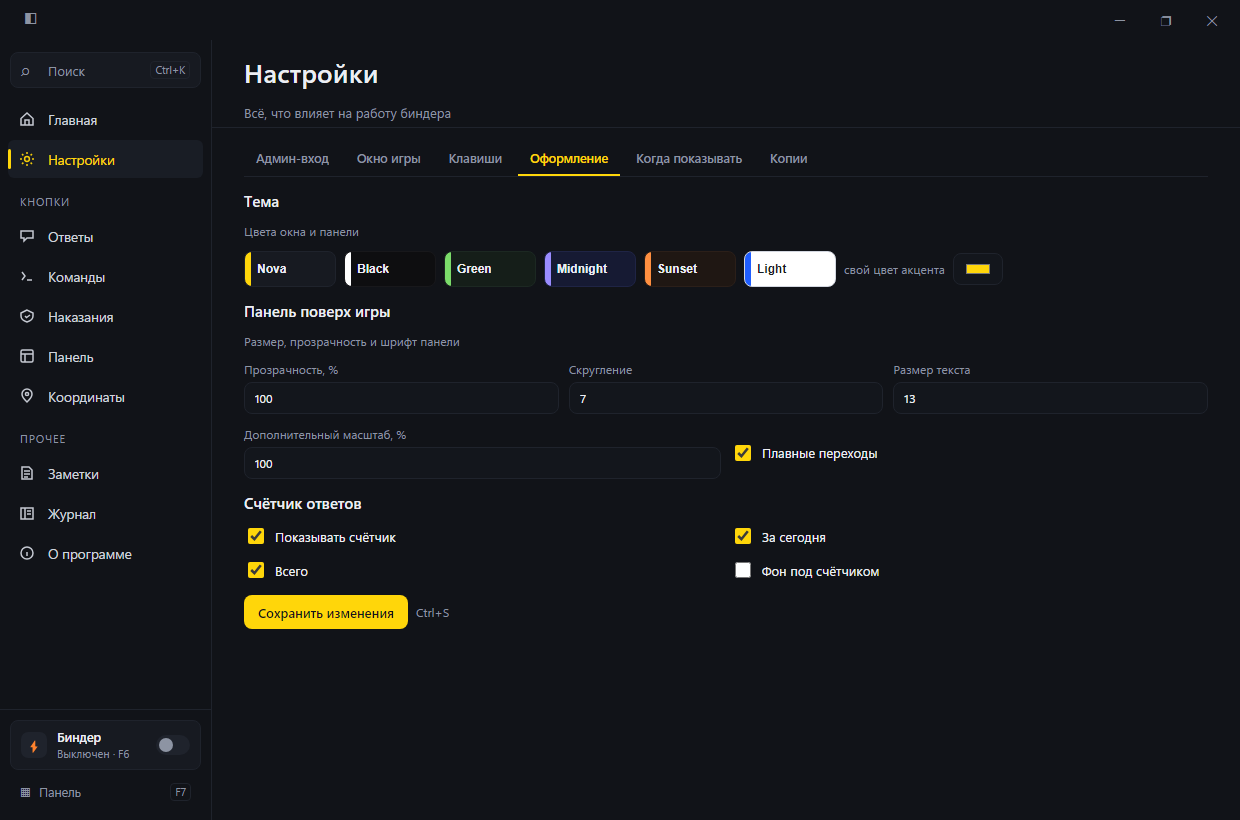 Поиск
Ctrl+K
Главная
Настройки
КНОПКИ
Ответы
Команды
Наказания
Панель
Координаты
ПРОЧЕЕ
Заметки
Журнал
О программе
Биндер
Выключен · F6
Панель
F7
Настройки
Всё, что влияет на работу биндера
Админ-вход
Окно игры
Клавиши
Оформление
Когда показывать
Копии
Тема
Цвета окна и панели
Nova
Black
Green
Midnight
Sunset
Light
свой цвет акцента
Панель поверх игры
Размер, прозрачность и шрифт панели
Прозрачность, %
Скругление
Размер текста
100
7
13
Дополнительный масштаб, %
100
Плавные переходы
Счётчик ответов
Показывать счётчик
За сегодня
Всего
Фон под счётчиком
Сохранить изменения
Ctrl+S